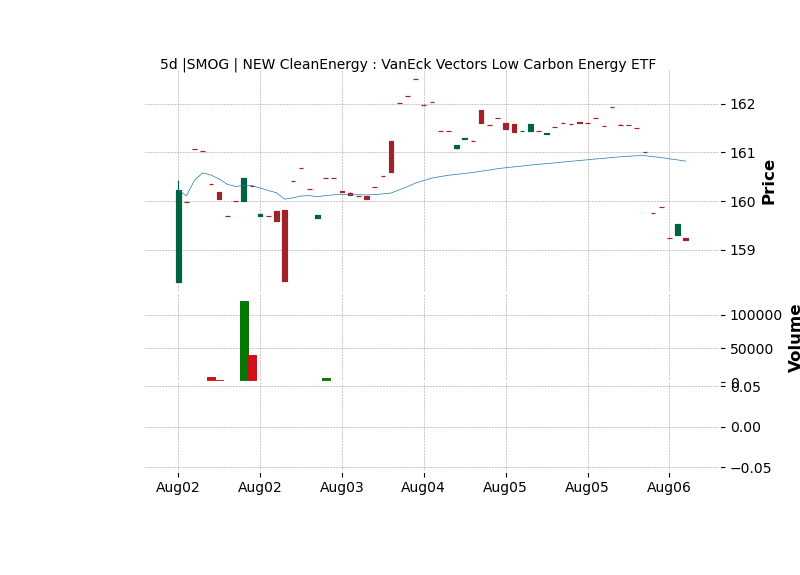 5d |SMOG | NEW CleanEnergy : VanEck Vectors Low Carbon Energy ETF
162
161
160
159
Price
100000
50000
0
Volume
0.05
0.00
−0.05
Aug02 Aug02 Aug03 Aug04 Aug05 Aug05 Aug06